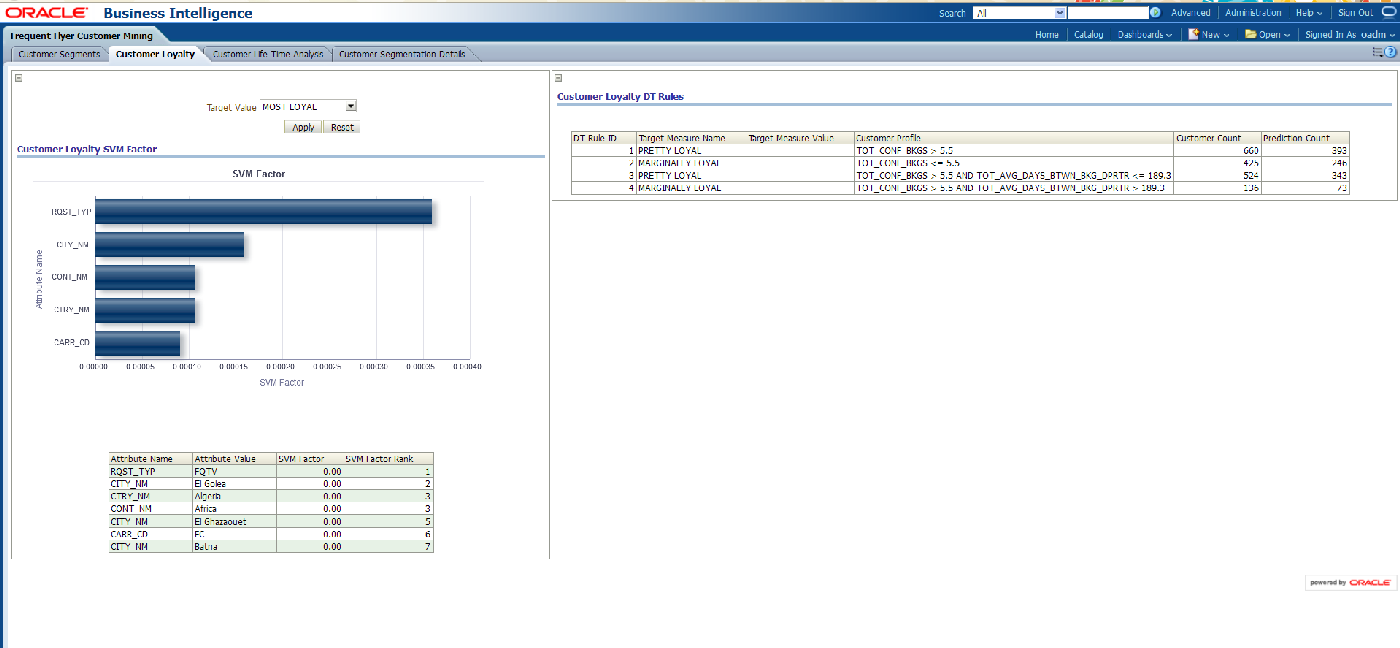 ORACLE® Business Intelligence
Search All Advanced Administration Help Sign Out
Frequent Flyer Customer Mining
Home Catalog Dashboards New Open Signed In As oadm
Customer Segments Customer Loyalty Customer Life Time Analysis Customer Segmentation Details
Target Value MOST LOYAL
Apply Reset
Customer Loyalty SVM Factor
SVM Factor
Attribute Name
RQST_TYP
CITY_NM
CONT_NM
CTRY_NM
CARR_CD
0.00000 0.00005 0.00010 0.00015 0.00020 0.00025 0.00030 0.00035 0.00040
SVM Factor
Attribute Name Attribute Value SVM Factor SVM Factor Rank
RQST_TYP FQTV 0.00 1
CITY_NM El Golea 0.00 2
CTRY_NM Algeria 0.00 3
CONT_NM Africa 0.00 3
CITY_NM El Ghazaouet 0.00 5
CARR_CD 0.00 6
CITY_NM Batna 0.00 7
Customer Loyalty DT Rules
DT Rule ID Target Measure Name Target Measure Value Customer Profile Customer Count Prediction Count
1 PRETTY LOYAL TOT_CONF_BKGS > 5.5 660 393
2 MARGINALLY LOYAL TOT_CONF_BKGS <= 5.5 425 246
3 PRETTY LOYAL TOT_CONF_BKGS > 5.5 AND TOT_AVG_DAYS_BTWN_BKG_DPRTR <= 189.3 524 343
4 MARGINALLY LOYAL TOT_CONF_BKGS > 5.5 AND TOT_AVG_DAYS_BTWN_BKG_DPRTR > 189.3 136 73
powered by ORACLE